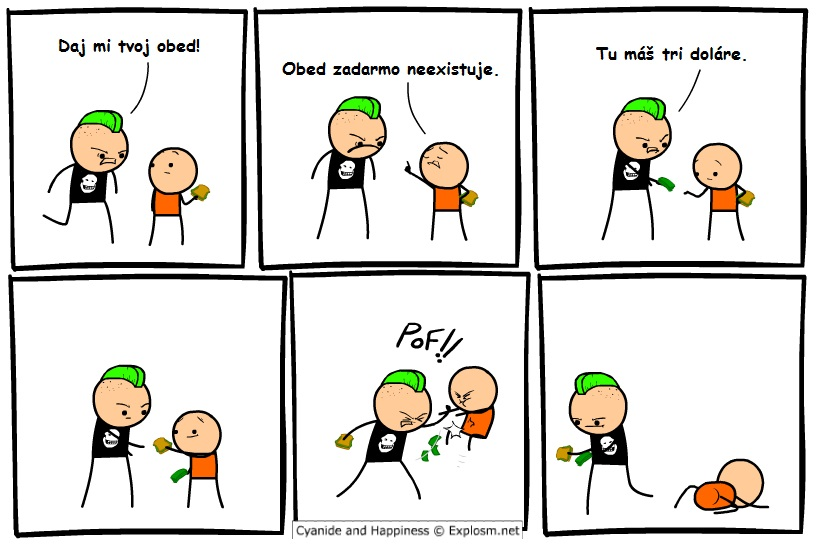 Daj mi tvoj obed!
Obed zadarmo neexistuje.
Tu máš tri doláre.
POF!!
Cyanide and Happiness © Explosm.net